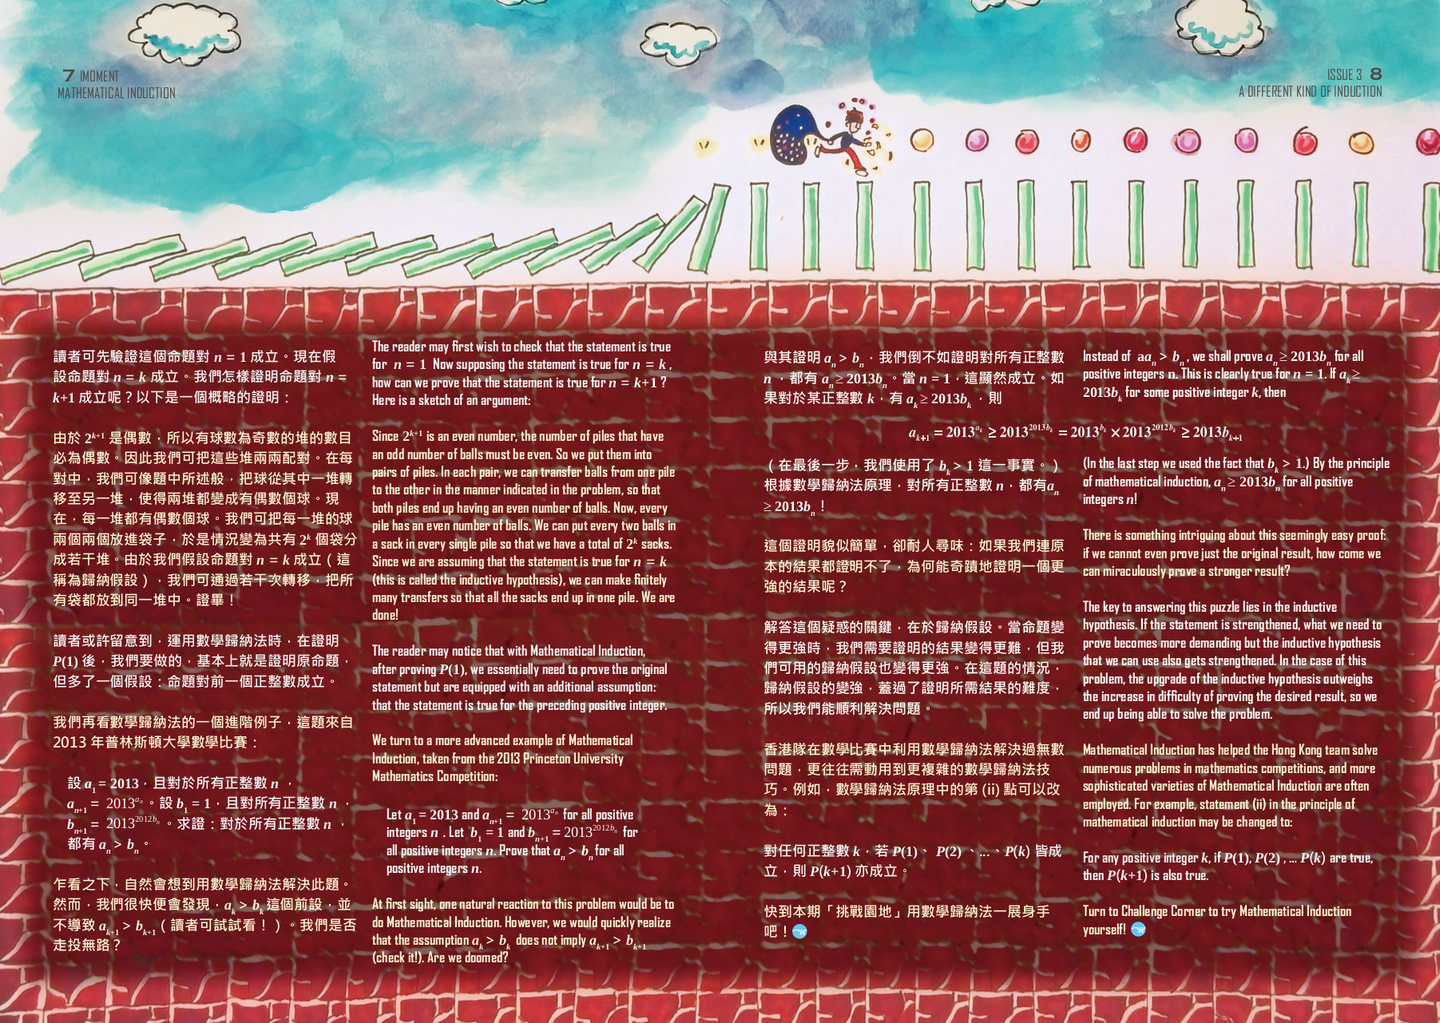 7 IMOMENT
MATHEMATICAL INDUCTION
ISSUE 3 8
A DIFFERENT KIND OF INDUCTION
讀者可先驗證這個命題對 n = 1 成立。現在假
設命題對 n = k 成立。我們怎樣證明命題對 n =
k+1 成立呢？以下是一個概略的證明：
由於 2^{k+1} 是偶數，所以有球數為奇數的堆的數目
必為偶數。因此我們可把這些堆兩兩配對。在每
對中，我們可像題中所述般，把球從其中一堆轉
移至另一堆，使得兩堆都變成有偶數個球。現
在，每一堆都有偶數個球。我們可把每一堆的球
兩個兩個放進袋子，於是情況變為共有 2^k 個袋分
成若干堆。由於我們假設命題對 n = k 成立（這
稱為歸納假設），我們可通過若干次轉移，把所
有袋都放到同一堆中。證畢！
讀者或許留意到，運用數學歸納法時，在證明
P(1) 後，我們要做的，基本上就是證明原命題，
但多了一個假設：命題對前一個正整數成立。
我們再看數學歸納法的一個進階例子，這題來自
2013 年普林斯頓大學數學比賽：
設 a_1 = 2013，且對於所有正整數 n ，
a_{n+1} = 2013^{a_n} 。設 b_1 = 1，且對所有正整數 n ，
b_{n+1} = 2013^{2012b_n} 。求證：對於所有正整數 n ，
都有 a_n > b_n 。
乍看之下，自然會想到用數學歸納法解決此題。
然而，我們很快便會發現，a_k > b_k 這個前設，並
不導致 a_{k+1} > b_{k+1}（讀者可試試看！）。我們是否
走投無路？
The reader may first wish to check that the statement is true
for n = 1 Now supposing the statement is true for n = k ,
how can we prove that the statement is true for n = k+1 ?
Here is a sketch of an argument:
Since 2^{k+1} is an even number, the number of piles that have
an odd number of balls must be even. So we put them into
pairs of piles. In each pair, we can transfer balls from one pile
to the other in the manner indicated in the problem, so that
both piles end up having an even number of balls. Now, every
pile has an even number of balls. We can put every two balls in
a sack in every single pile so that we have a total of 2^k sacks.
Since we are assuming that the statement is true for n = k
(this is called the inductive hypothesis), we can make finitely
many transfers so that all the sacks end up in one pile. We are
done!
The reader may notice that with Mathematical Induction,
after proving P(1), we essentially need to prove the original
statement but are equipped with an additional assumption:
that the statement is true for the preceding positive integer.
We turn to a more advanced example of Mathematical
Induction, taken from the 2013 Princeton University
Mathematics Competition:
Let a_1 = 2013 and a_{n+1} = 2013^{a_n} for all positive
integers n . Let b_1 = 1 and b_{n+1} = 2013^{2012b_n} for
all positive integers n. Prove that a_n > b_n for all
positive integers n.
At first sight, one natural reaction to this problem would be to
do Mathematical Induction. However, we would quickly realize
that the assumption a_k > b_k does not imply a_{k+1} > b_{k+1}
(check it!). Are we doomed?
與其證明 a_n > b_n，我們倒不如證明對所有正整數
n ，都有 a_n ≥ 2013b_n。當 n = 1，這顯然成立。如
果對於某正整數 k，有 a_k ≥ 2013b_k ，則
Instead of aa_n > b_n , we shall prove a_n ≥ 2013b_n for all
positive integers n. This is clearly true for n = 1. If a_k ≥
2013b_k for some positive integer k, then
a_{k+1} = 2013^{a_k} ≥ 2013^{2013b_k} = 2013^{b_k} × 2013^{2012b_k} ≥ 2013b_{k+1}
（在最後一步，我們使用了 b_k > 1 這一事實。）
根據數學歸納法原理，對所有正整數 n，都有a_n
≥ 2013b_n！
這個證明貌似簡單，卻耐人尋味：如果我們連原
本的結果都證明不了，為何能奇蹟地證明一個更
強的結果呢？
解答這個疑惑的關鍵，在於歸納假設。當命題變
得更強時，我們需要證明的結果變得更難，但我
們可用的歸納假設也變得更強。在這題的情況，
歸納假設的變強，蓋過了證明所需結果的難度，
所以我們能順利解決問題。
香港隊在數學比賽中利用數學歸納法解決過無數
問題，更往往需動用到更複雜的數學歸納法技
巧。例如，數學歸納法原理中的第 (ii) 點可以改
為：
對任何正整數 k，若 P(1)、 P(2) 、...、P(k) 皆成
立，則 P(k+1) 亦成立。
快到本期「挑戰園地」用數學歸納法一展身手
吧！
(In the last step we used the fact that b_k > 1.) By the principle
of mathematical induction, a_n ≥ 2013b_n for all positive
integers n!
There is something intriguing about this seemingly easy proof:
if we cannot even prove just the original result, how come we
can miraculously prove a stronger result?
The key to answering this puzzle lies in the inductive
hypothesis. If the statement is strengthened, what we need to
prove becomes more demanding but the inductive hypothesis
that we can use also gets strengthened. In the case of this
problem, the upgrade of the inductive hypothesis outweighs
the increase in difficulty of proving the desired result, so we
end up being able to solve the problem.
Mathematical Induction has helped the Hong Kong team solve
numerous problems in mathematics competitions, and more
sophisticated varieties of Mathematical Induction are often
employed. For example, statement (ii) in the principle of
mathematical induction may be changed to:
For any positive integer k, if P(1), P(2) , ... P(k) are true,
then P(k+1) is also true.
Turn to Challenge Corner to try Mathematical Induction
yourself!